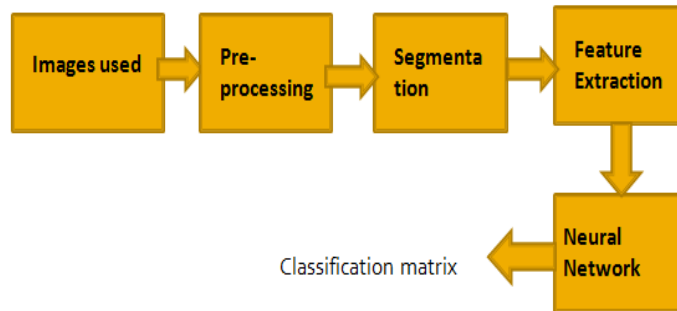 Images used
Pre-
processing
Segmenta
tion
Feature
Extraction
Neural
Network
Classification matrix